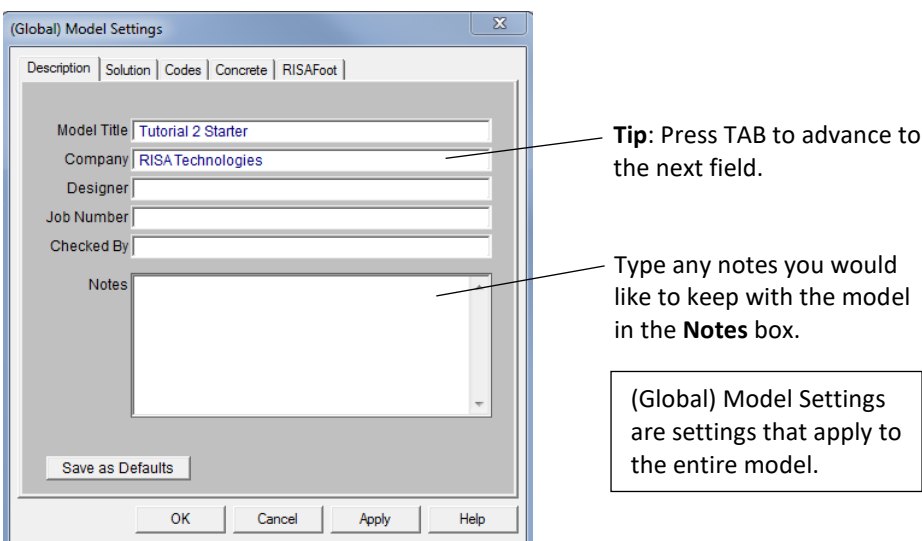 (Global) Model Settings
Description Solution Codes Concrete RISAFoot
Model Title Tutorial 2 Starter
Company RISA Technologies
Designer
Job Number
Checked By
Notes
Save as Defaults
OK Cancel Apply Help
Tip: Press TAB to advance to
the next field.
Type any notes you would
like to keep with the model
in the Notes box.
(Global) Model Settings
are settings that apply to
the entire model.